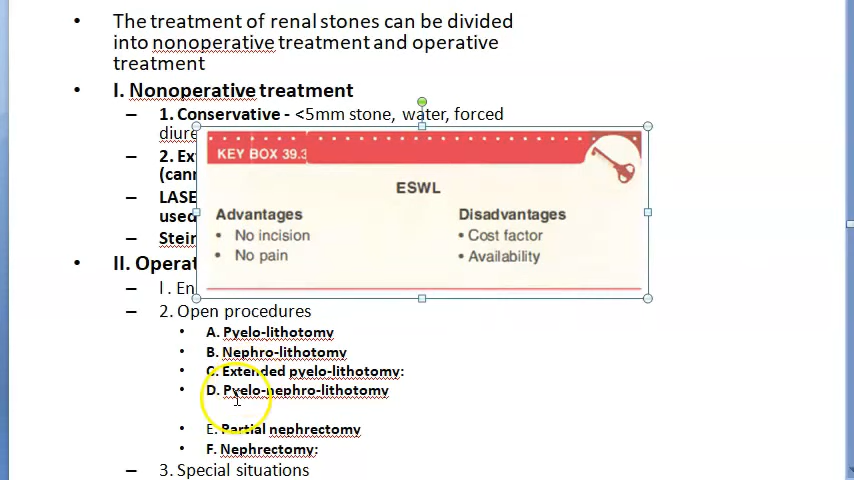 • The treatment of renal stones can be divided
into nonoperative treatment and operative
treatment
• I. Nonoperative treatment
– 1. Conservative - <5mm stone, water, forced
diure
– 2. Ex
(cann
– LASE
used
– Stein
• II. Operat
– l . En
– 2. Open procedures
• A. Pyelo-lithotomy
• B. Nephro-lithotomy
• C. Extended pyelo-lithotomy:
• D. Pyelo-nephro-lithotomy
• E. Partial nephrectomy
• F. Nephrectomy:
– 3. Special situations
KEY BOX 39.3
ESWL
Advantages
• No incision
• No pain
Disadvantages
• Cost factor
• Availability